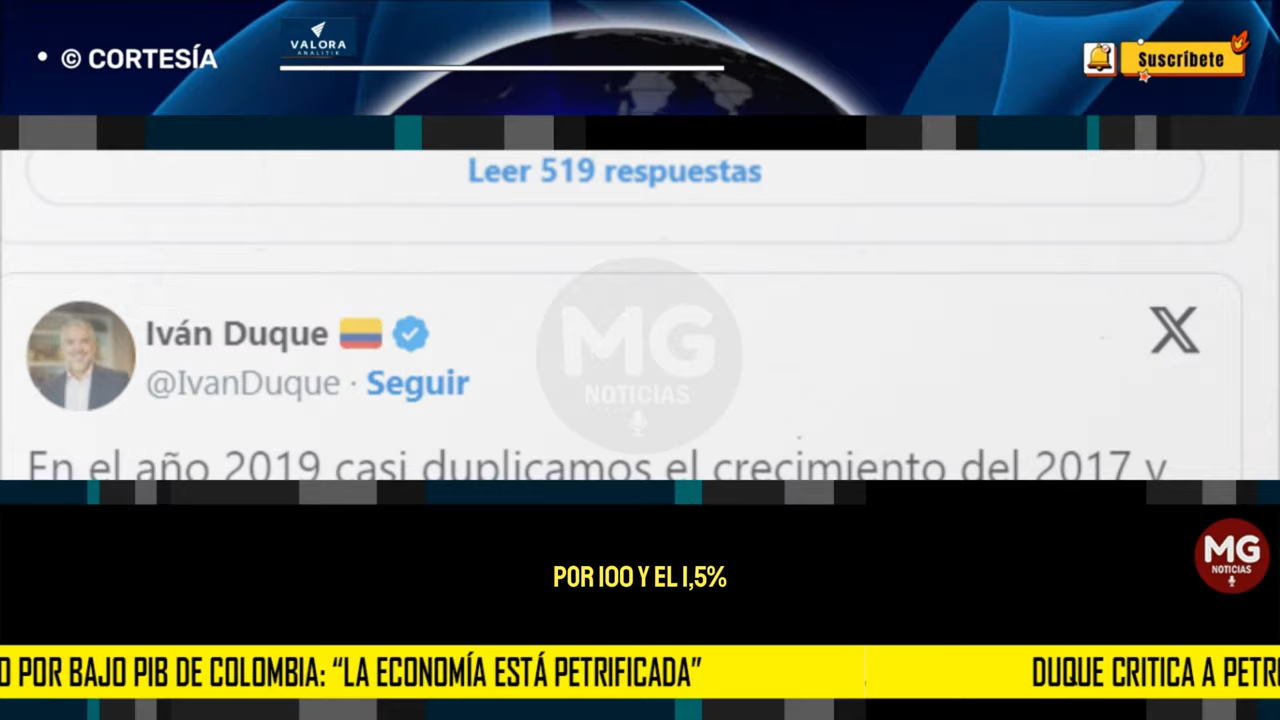 • © CORTESÍA
VALORA
ANALITIK
Suscríbete
Leer 519 respuestas
Iván Duque
@IvanDuque · Seguir
MG
NOTICIAS
En el año 2019 casi duplicamos el crecimiento del 2017 y
POR 100 Y EL 1,5%
MG
NOTICIAS
O POR BAJO PIB DE COLOMBIA: “LA ECONOMÍA ESTÁ PETRIFICADA” DUQUE CRITICA A PETR